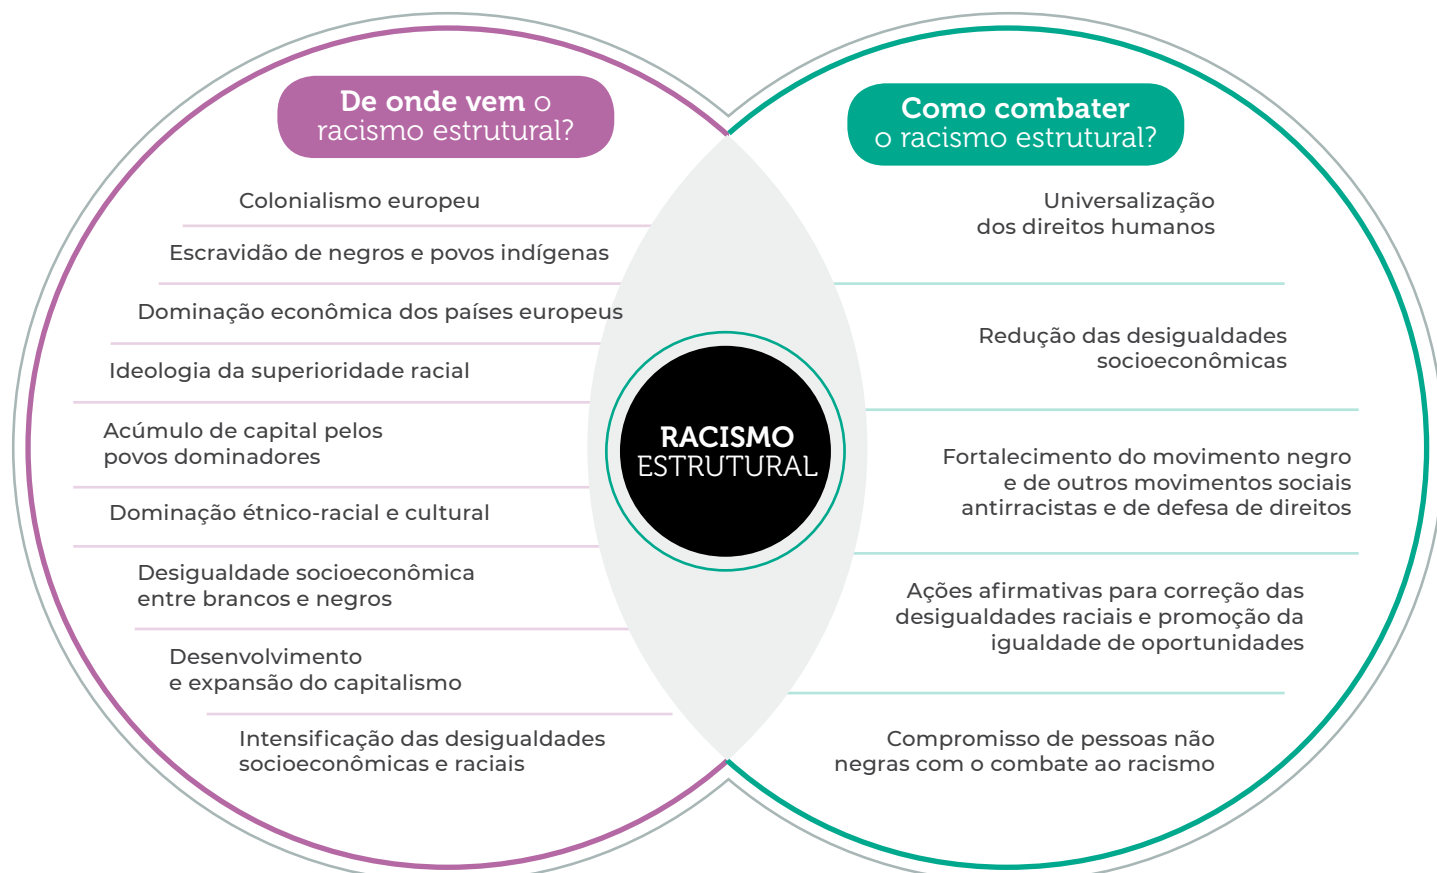 De onde vem o
racismo estrutural?
Colonialismo europeu
Escravidão de negros e povos indígenas
Dominação econômica dos países europeus
Ideologia da superioridade racial
Acúmulo de capital pelos
povos dominadores
Dominação étnico-racial e cultural
Desigualdade socioeconômica
entre brancos e negros
Desenvolvimento
e expansão do capitalismo
Intensificação das desigualdades
socioeconômicas e raciais
RACISMO
ESTRUTURAL
Como combater
o racismo estrutural?
Universalização
dos direitos humanos
Redução das desigualdades
socioeconômicas
Fortalecimento do movimento negro
e de outros movimentos sociais
antirracistas e de defesa de direitos
Ações afirmativas para correção das
desigualdades raciais e promoção da
igualdade de oportunidades
Compromisso de pessoas não
negras com o combate ao racismo